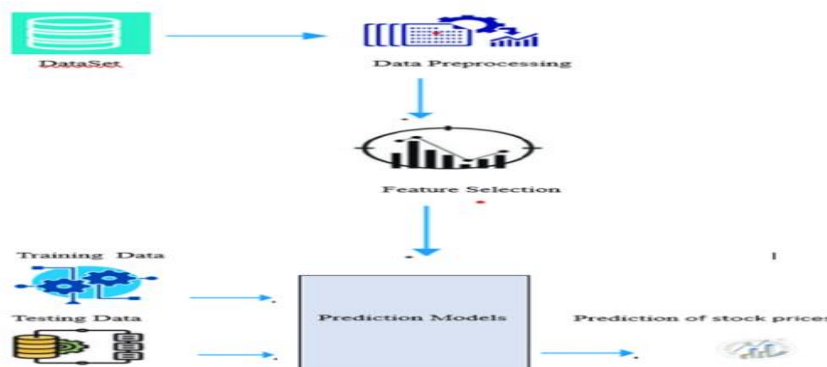 DataSet
Data Preprocessing
Feature Selection
Training Data
Testing Data
Prediction Models
Prediction of stock prices